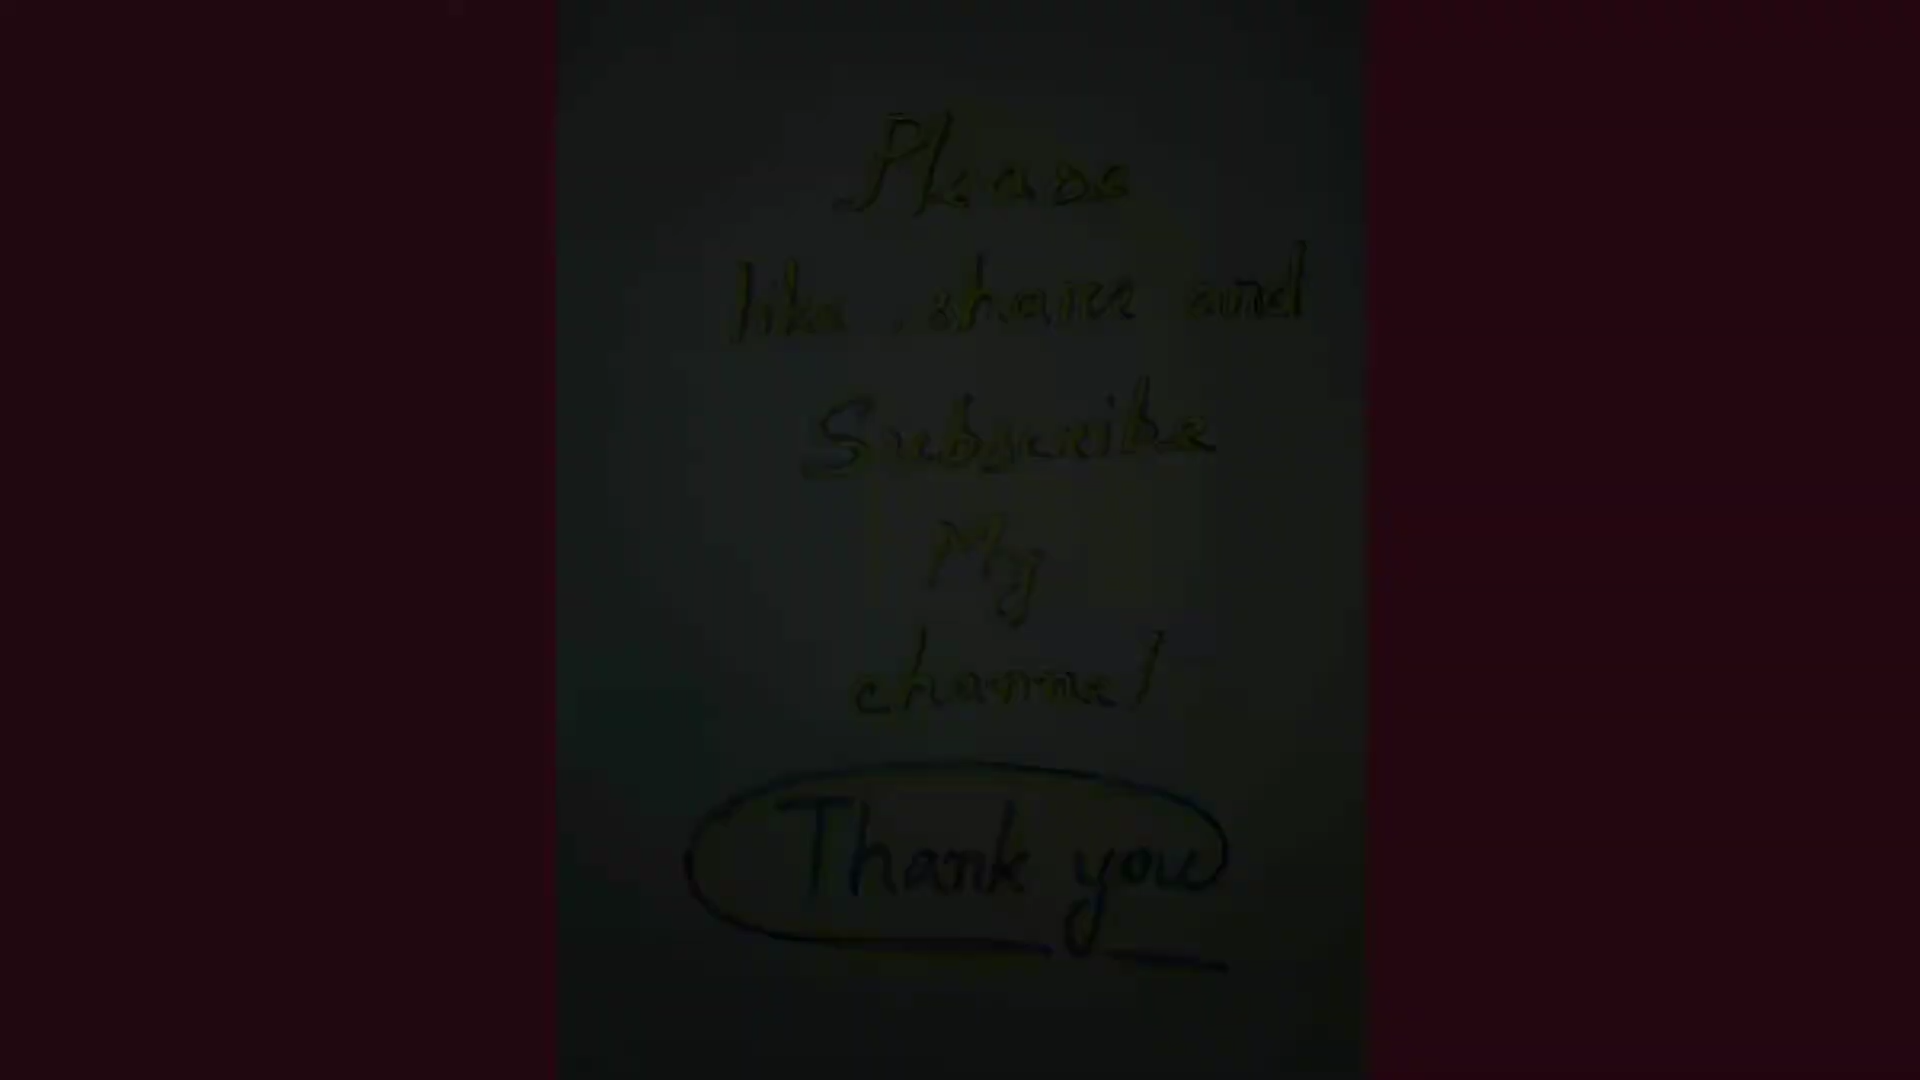 Please
like, share and
Subscribe
My
channel
Thank you